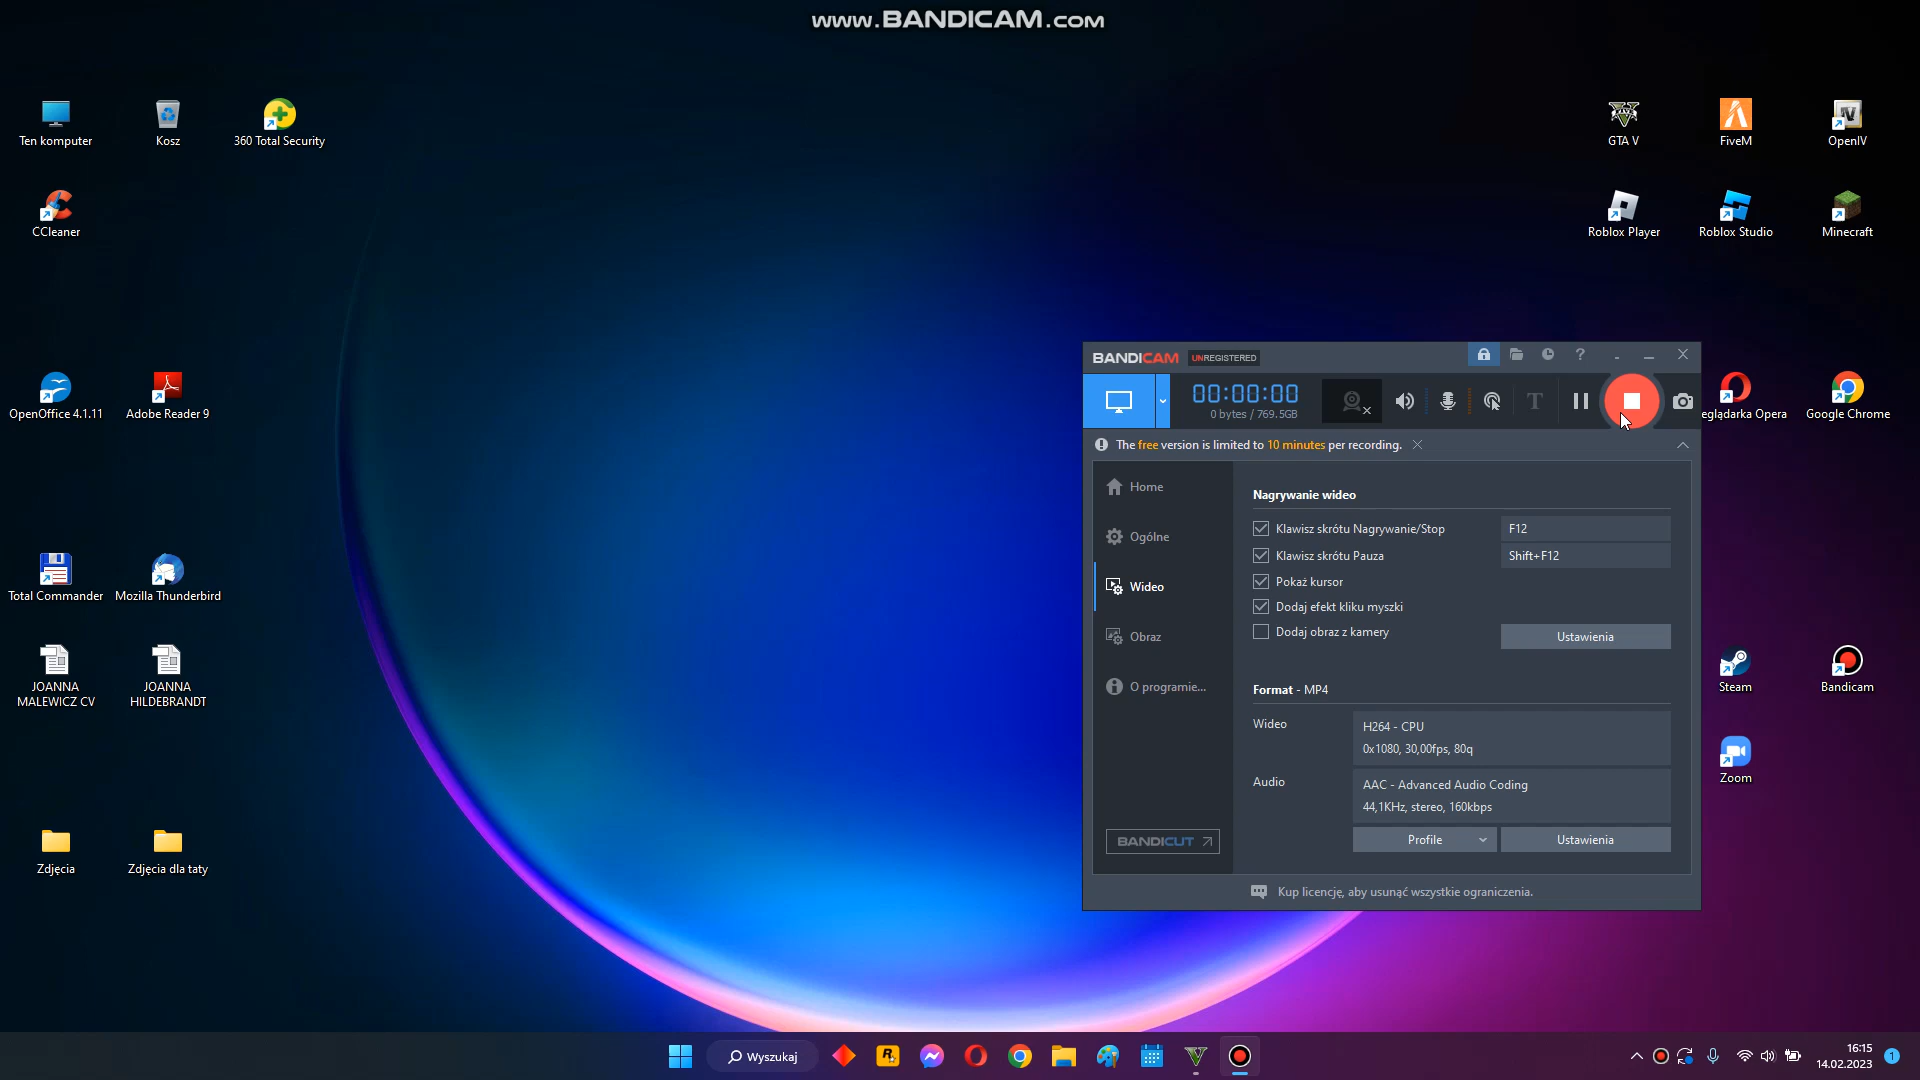 www.BANDICAM.com
Ten komputer
Kosz
360 Total Security
CCleaner
OpenOffice 4.1.11
Adobe Reader 9
Total Commander
Mozilla Thunderbird
JOANNA
MALEWICZ CV
JOANNA
HILDEBRANDT
Zdjęcia
Zdjęcia dla taty
GTA V
FiveM
OpenIV
Roblox Player
Roblox Studio
Minecraft
eglądarka Opera
Google Chrome
Steam
Bandicam
Zoom
BANDICAM
UNREGISTERED
00:00:00
0 bytes / 769.5GB
The free version is limited to 10 minutes per recording.
Home
Ogólne
Wideo
Obraz
O programie...
BANDICUT
Nagrywanie wideo
Klawisz skrótu Nagrywanie/Stop
F12
Klawisz skrótu Pauza
Shift+F12
Pokaż kursor
Dodaj efekt kliku myszki
Dodaj obraz z kamery
Ustawienia
Format - MP4
Wideo
H264 - CPU
0x1080, 30,00fps, 80q
Audio
AAC - Advanced Audio Coding
44,1KHz, stereo, 160kbps
Profile
Ustawienia
Kup licencję, aby usunąć wszystkie ograniczenia.
Wyszukaj
16:15
14.02.2023
1